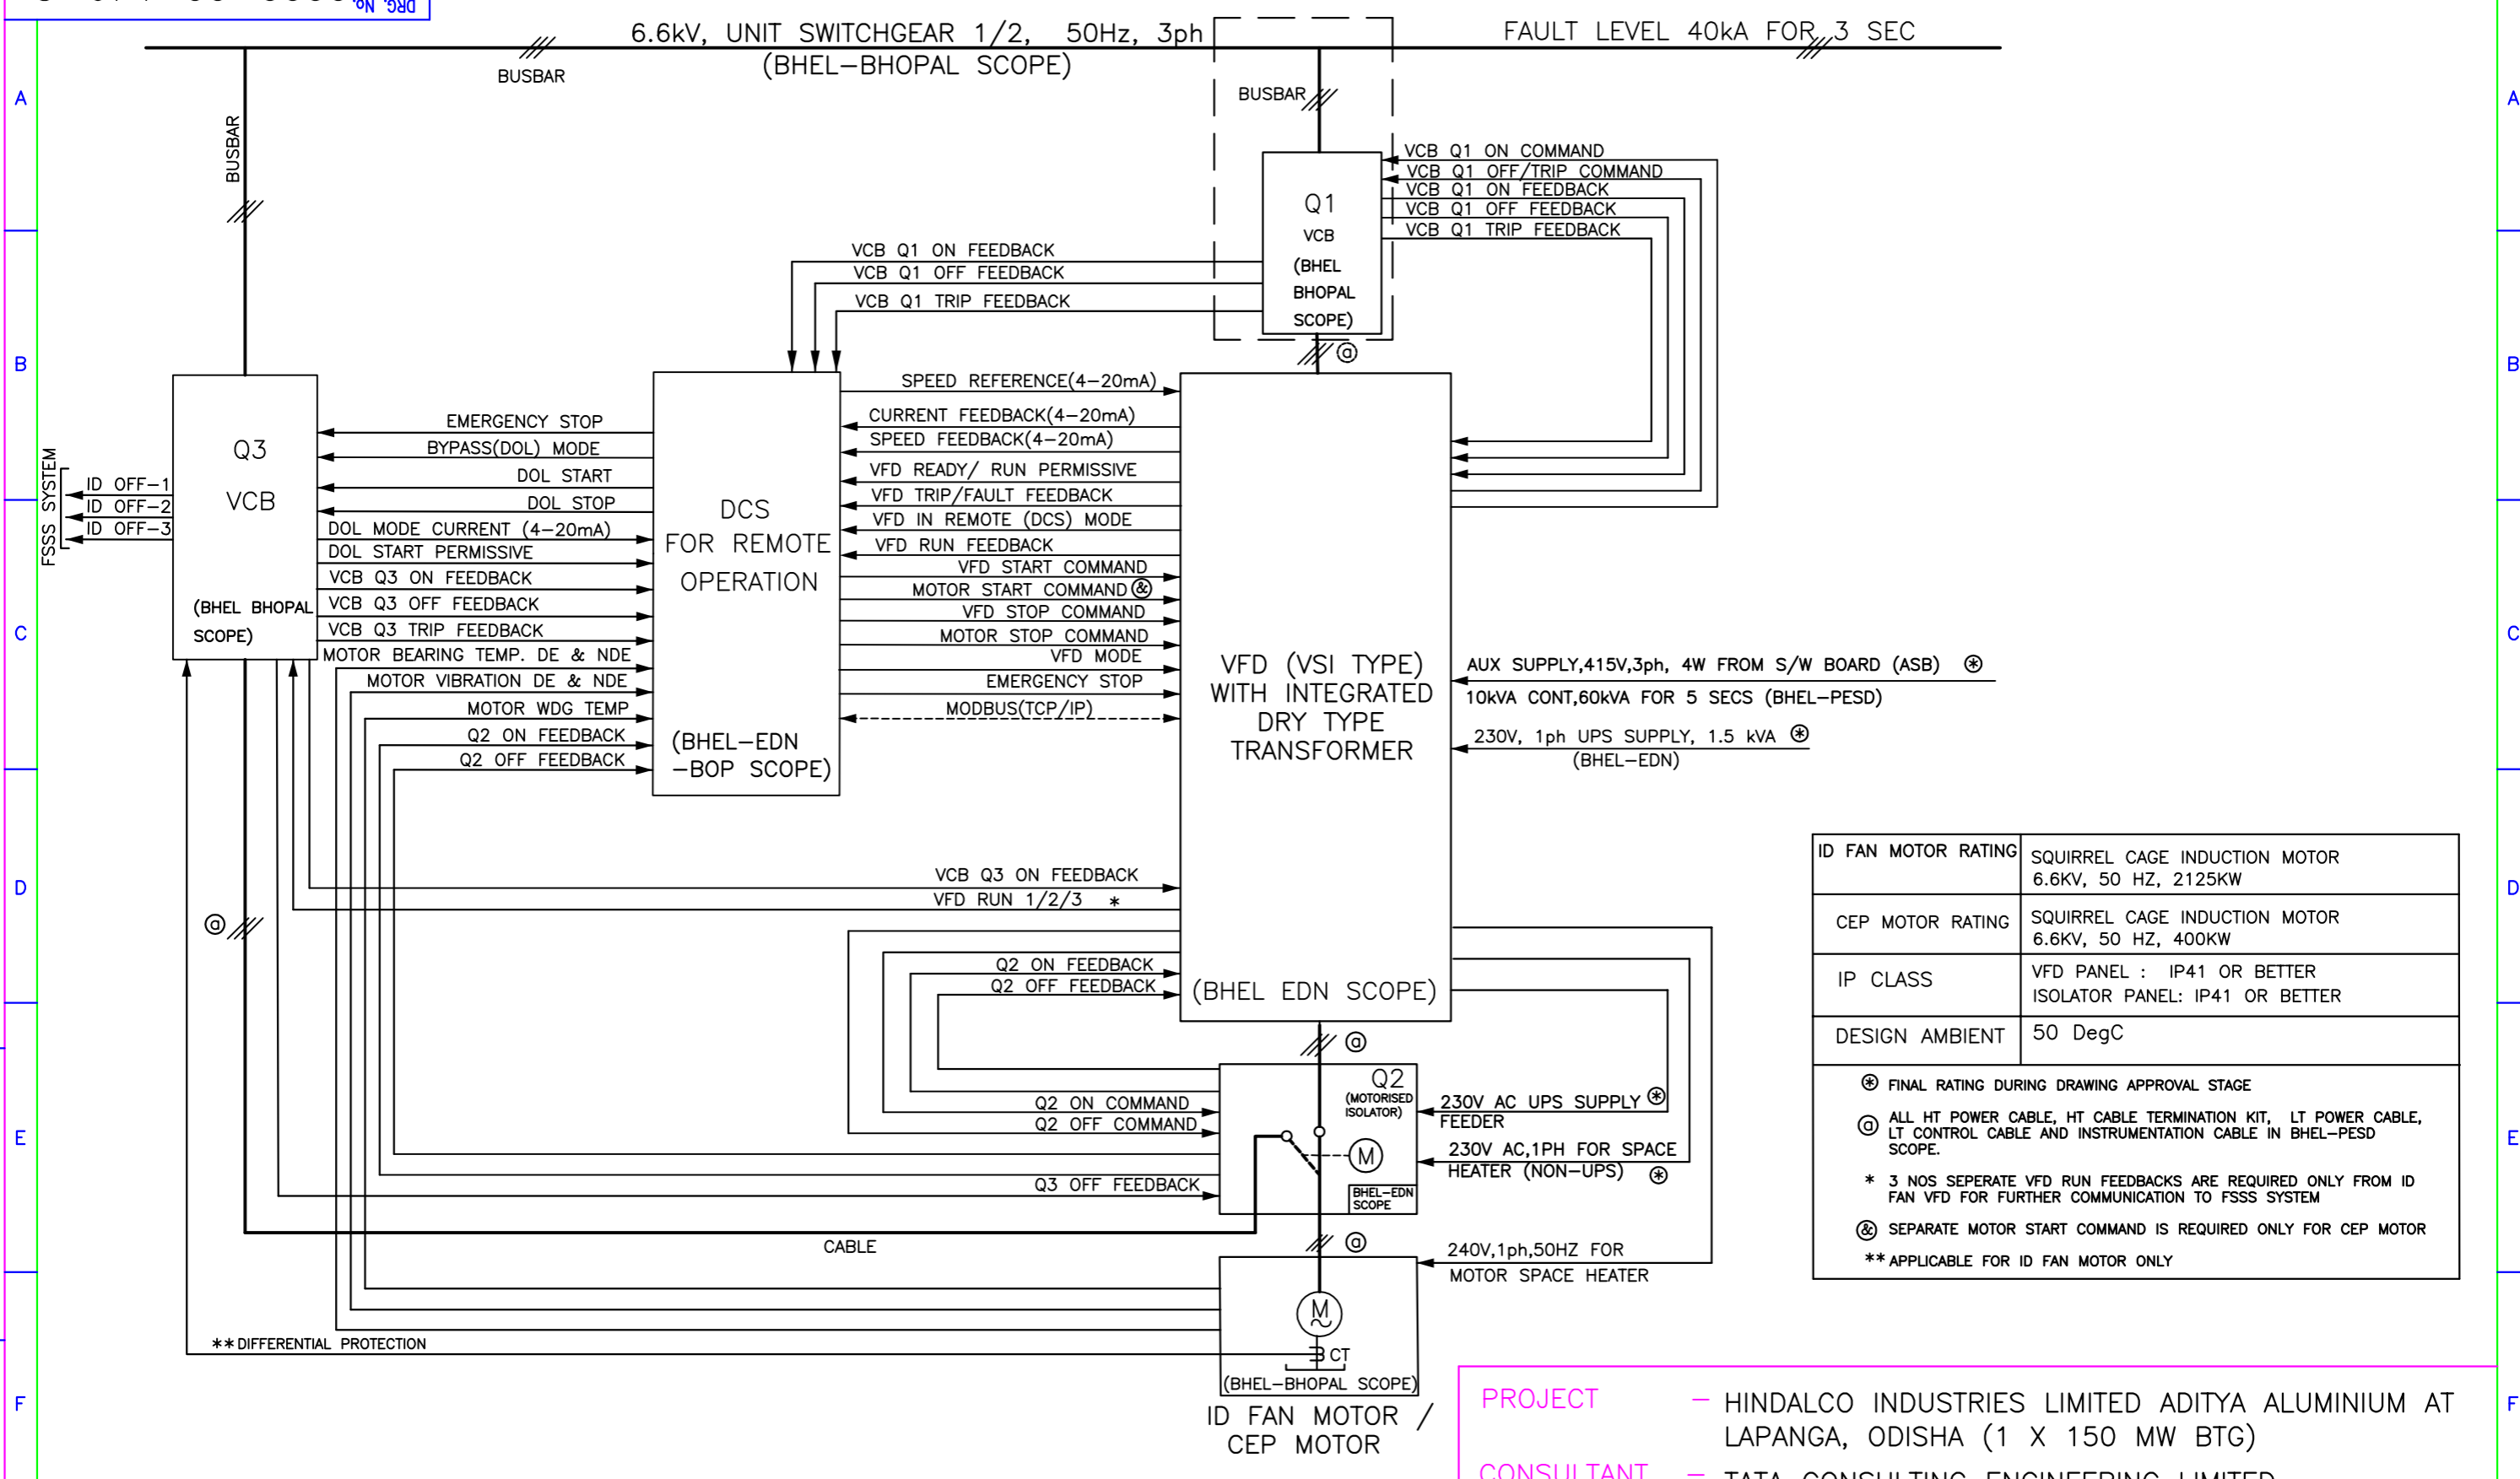 DRG. No.
6.6kV, UNIT SWITCHGEAR 1/2, 50Hz, 3ph
(BHEL-BHOPAL SCOPE)
FAULT LEVEL 40kA FOR 3 SEC
BUSBAR
BUSBAR
BUSBAR
A
A
B
B
C
C
D
D
E
E
F
F
Q1
VCB
(BHEL
BHOPAL
SCOPE)
VCB Q1 ON COMMAND
VCB Q1 OFF/TRIP COMMAND
VCB Q1 ON FEEDBACK
VCB Q1 OFF FEEDBACK
VCB Q1 TRIP FEEDBACK
VCB Q1 ON FEEDBACK
VCB Q1 OFF FEEDBACK
VCB Q1 TRIP FEEDBACK
@
FSSS SYSTEM
ID OFF-1
ID OFF-2
ID OFF-3
Q3
VCB
(BHEL BHOPAL
SCOPE)
EMERGENCY STOP
BYPASS(DOL) MODE
DOL START
DOL STOP
DOL MODE CURRENT (4-20mA)
DOL START PERMISSIVE
VCB Q3 ON FEEDBACK
VCB Q3 OFF FEEDBACK
VCB Q3 TRIP FEEDBACK
MOTOR BEARING TEMP. DE & NDE
MOTOR VIBRATION DE & NDE
MOTOR WDG TEMP
Q2 ON FEEDBACK
Q2 OFF FEEDBACK
DCS
FOR REMOTE
OPERATION
(BHEL-EDN
-BOP SCOPE)
SPEED REFERENCE(4-20mA)
CURRENT FEEDBACK(4-20mA)
SPEED FEEDBACK(4-20mA)
VFD READY/ RUN PERMISSIVE
VFD TRIP/FAULT FEEDBACK
VFD IN REMOTE (DCS) MODE
VFD RUN FEEDBACK
VFD START COMMAND
MOTOR START COMMAND &
VFD STOP COMMAND
MOTOR STOP COMMAND
VFD MODE
EMERGENCY STOP
MODBUS(TCP/IP)
VFD (VSI TYPE)
WITH INTEGRATED
DRY TYPE
TRANSFORMER
(BHEL EDN SCOPE)
AUX SUPPLY,415V,3ph, 4W FROM S/W BOARD (ASB) *
10kVA CONT,60kVA FOR 5 SECS (BHEL-PESD)
230V, 1ph UPS SUPPLY, 1.5 kVA *
(BHEL-EDN)
VCB Q3 ON FEEDBACK
VFD RUN 1/2/3 *
Q2 ON FEEDBACK
Q2 OFF FEEDBACK
@
@
Q2
(MOTORISED
ISOLATOR)
M
BHEL-EDN
SCOPE
Q2 ON COMMAND
Q2 OFF COMMAND
Q3 OFF FEEDBACK
230V AC UPS SUPPLY *
FEEDER
230V AC,1PH FOR SPACE
HEATER (NON-UPS) *
CABLE
@
240V,1ph,50HZ FOR
MOTOR SPACE HEATER
M
CT
(BHEL-BHOPAL SCOPE)
ID FAN MOTOR /
CEP MOTOR
** DIFFERENTIAL PROTECTION
ID FAN MOTOR RATING
SQUIRREL CAGE INDUCTION MOTOR
6.6KV, 50 HZ, 2125KW
CEP MOTOR RATING
SQUIRREL CAGE INDUCTION MOTOR
6.6KV, 50 HZ, 400KW
IP CLASS
VFD PANEL : IP41 OR BETTER
ISOLATOR PANEL: IP41 OR BETTER
DESIGN AMBIENT
50 DegC
* FINAL RATING DURING DRAWING APPROVAL STAGE
@ ALL HT POWER CABLE, HT CABLE TERMINATION KIT, LT POWER CABLE,
LT CONTROL CABLE AND INSTRUMENTATION CABLE IN BHEL-PESD
SCOPE.
* 3 NOS SEPERATE VFD RUN FEEDBACKS ARE REQUIRED ONLY FROM ID
FAN VFD FOR FURTHER COMMUNICATION TO FSSS SYSTEM
& SEPARATE MOTOR START COMMAND IS REQUIRED ONLY FOR CEP MOTOR
** APPLICABLE FOR ID FAN MOTOR ONLY
PROJECT - HINDALCO INDUSTRIES LIMITED ADITYA ALUMINIUM AT
LAPANGA, ODISHA (1 X 150 MW BTG)
CONSULTANT - TATA CONSULTING ENGINEERING LIMITED